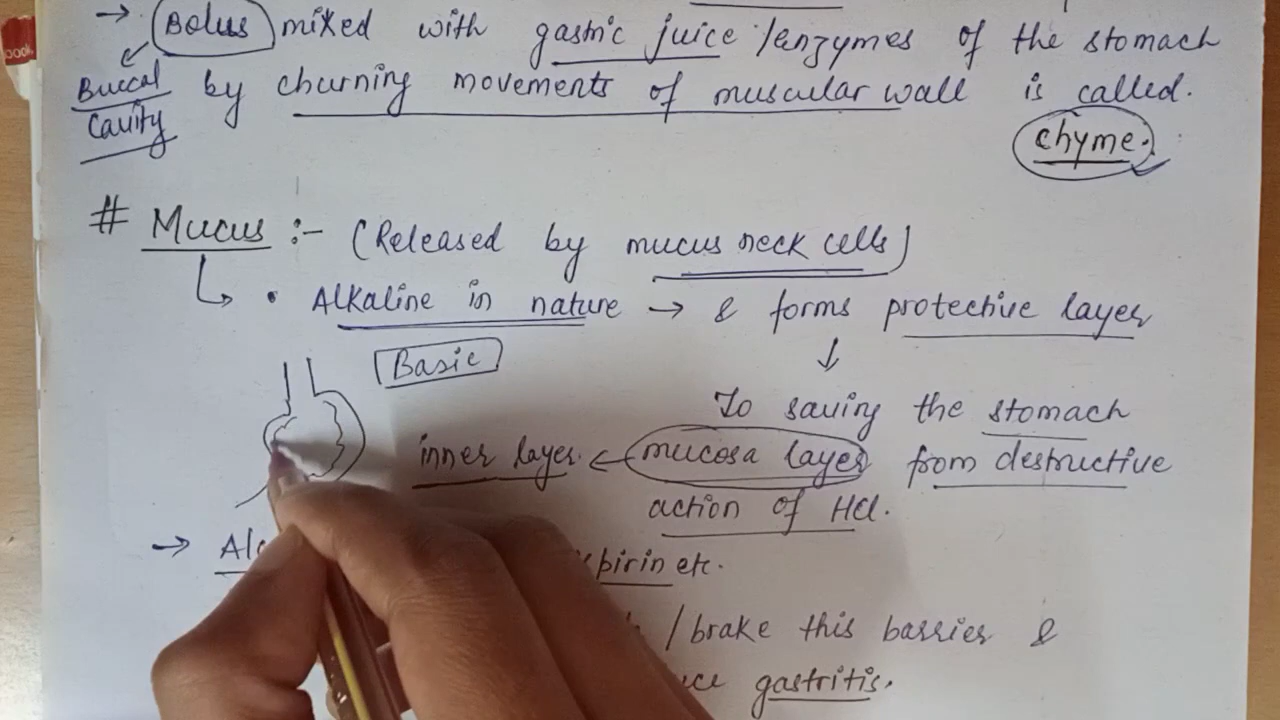 → Bolus mixed with gastric juice /enzymes of the stomach
Buccal Cavity
by churning movements of muscular wall is called.
chyme.
# Mucus :- (Released by mucus neck cells)
• Alkaline in nature → & forms protective layer
Basic
↓
To saving the stomach
inner layer. ← mucosa layer from destructive
action of HCl.
→ etc.
/brake this barrier &
gastritis.